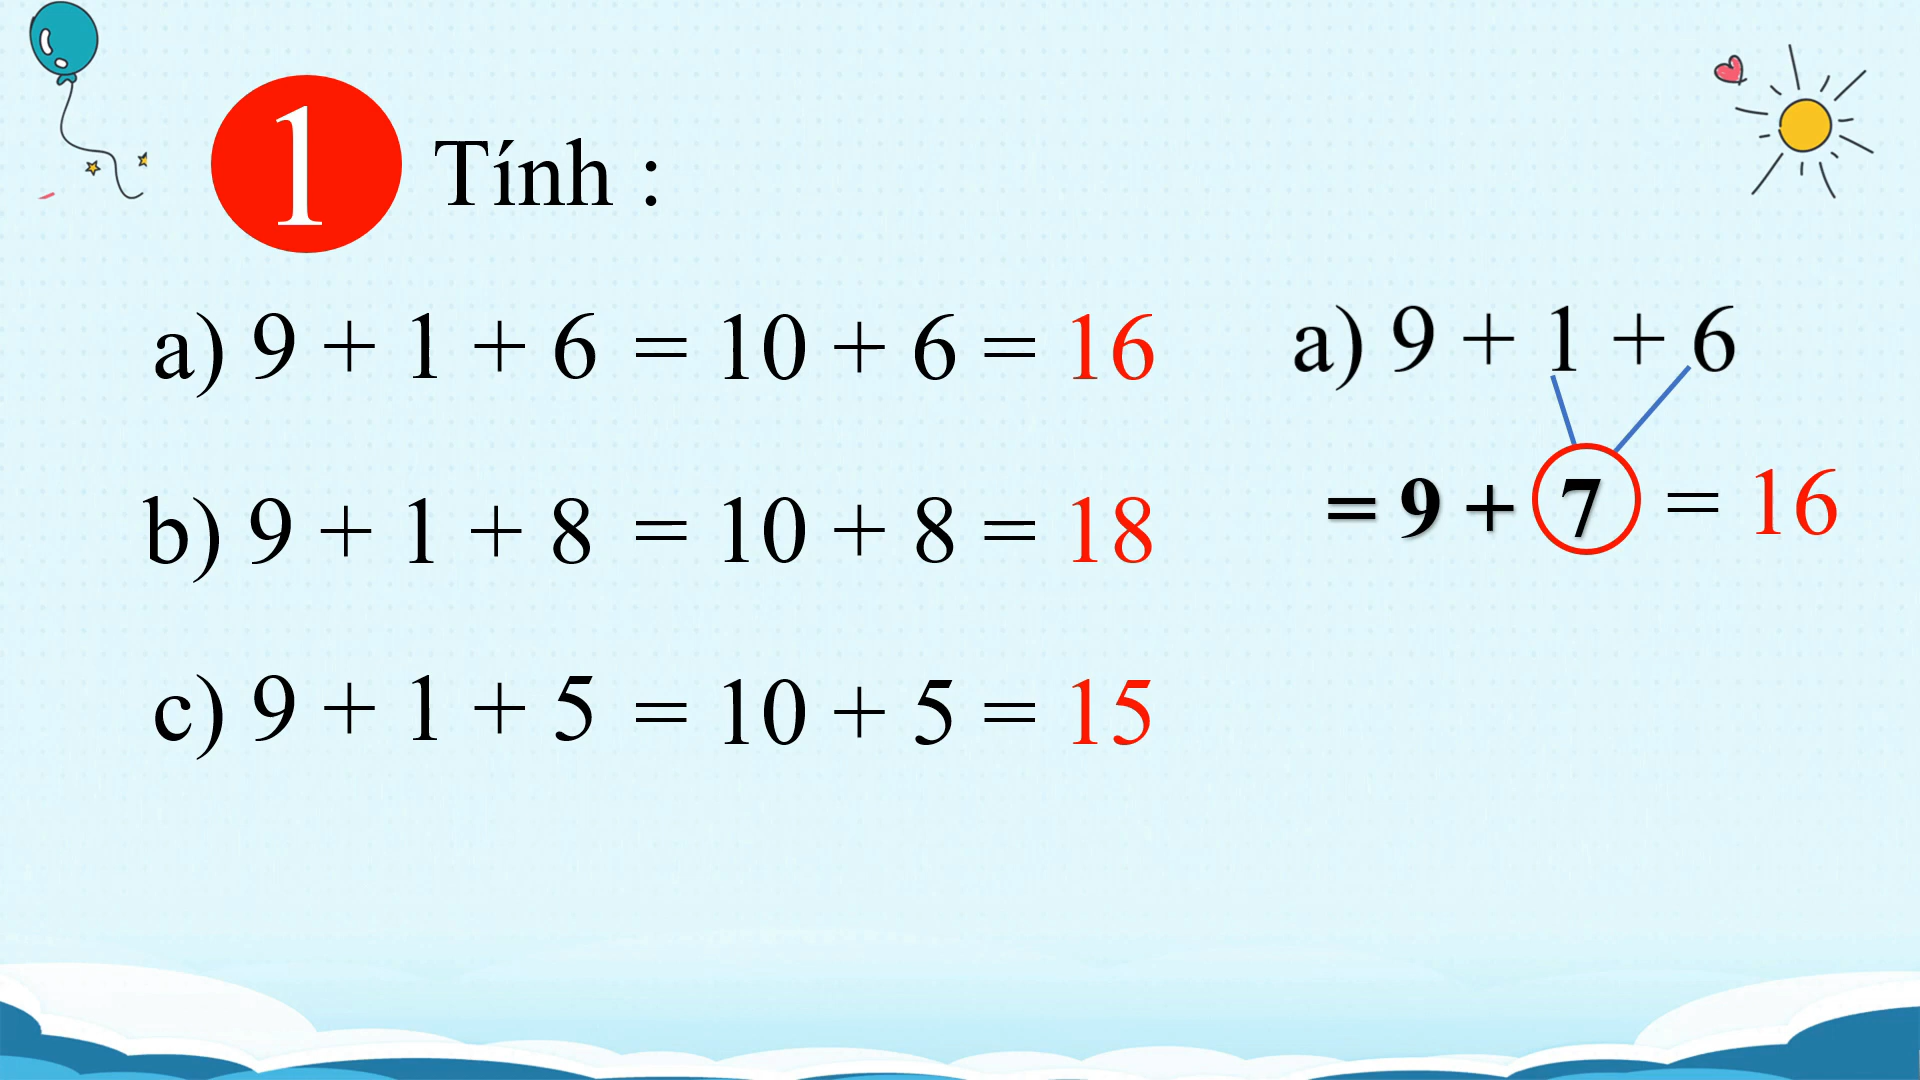 1 Tính :
a) 9 + 1 + 6 = 10 + 6 = 16
b) 9 + 1 + 8 = 10 + 8 = 18
c) 9 + 1 + 5 = 10 + 5 = 15
a) 9 + 1 + 6
= 9 + 7 = 16